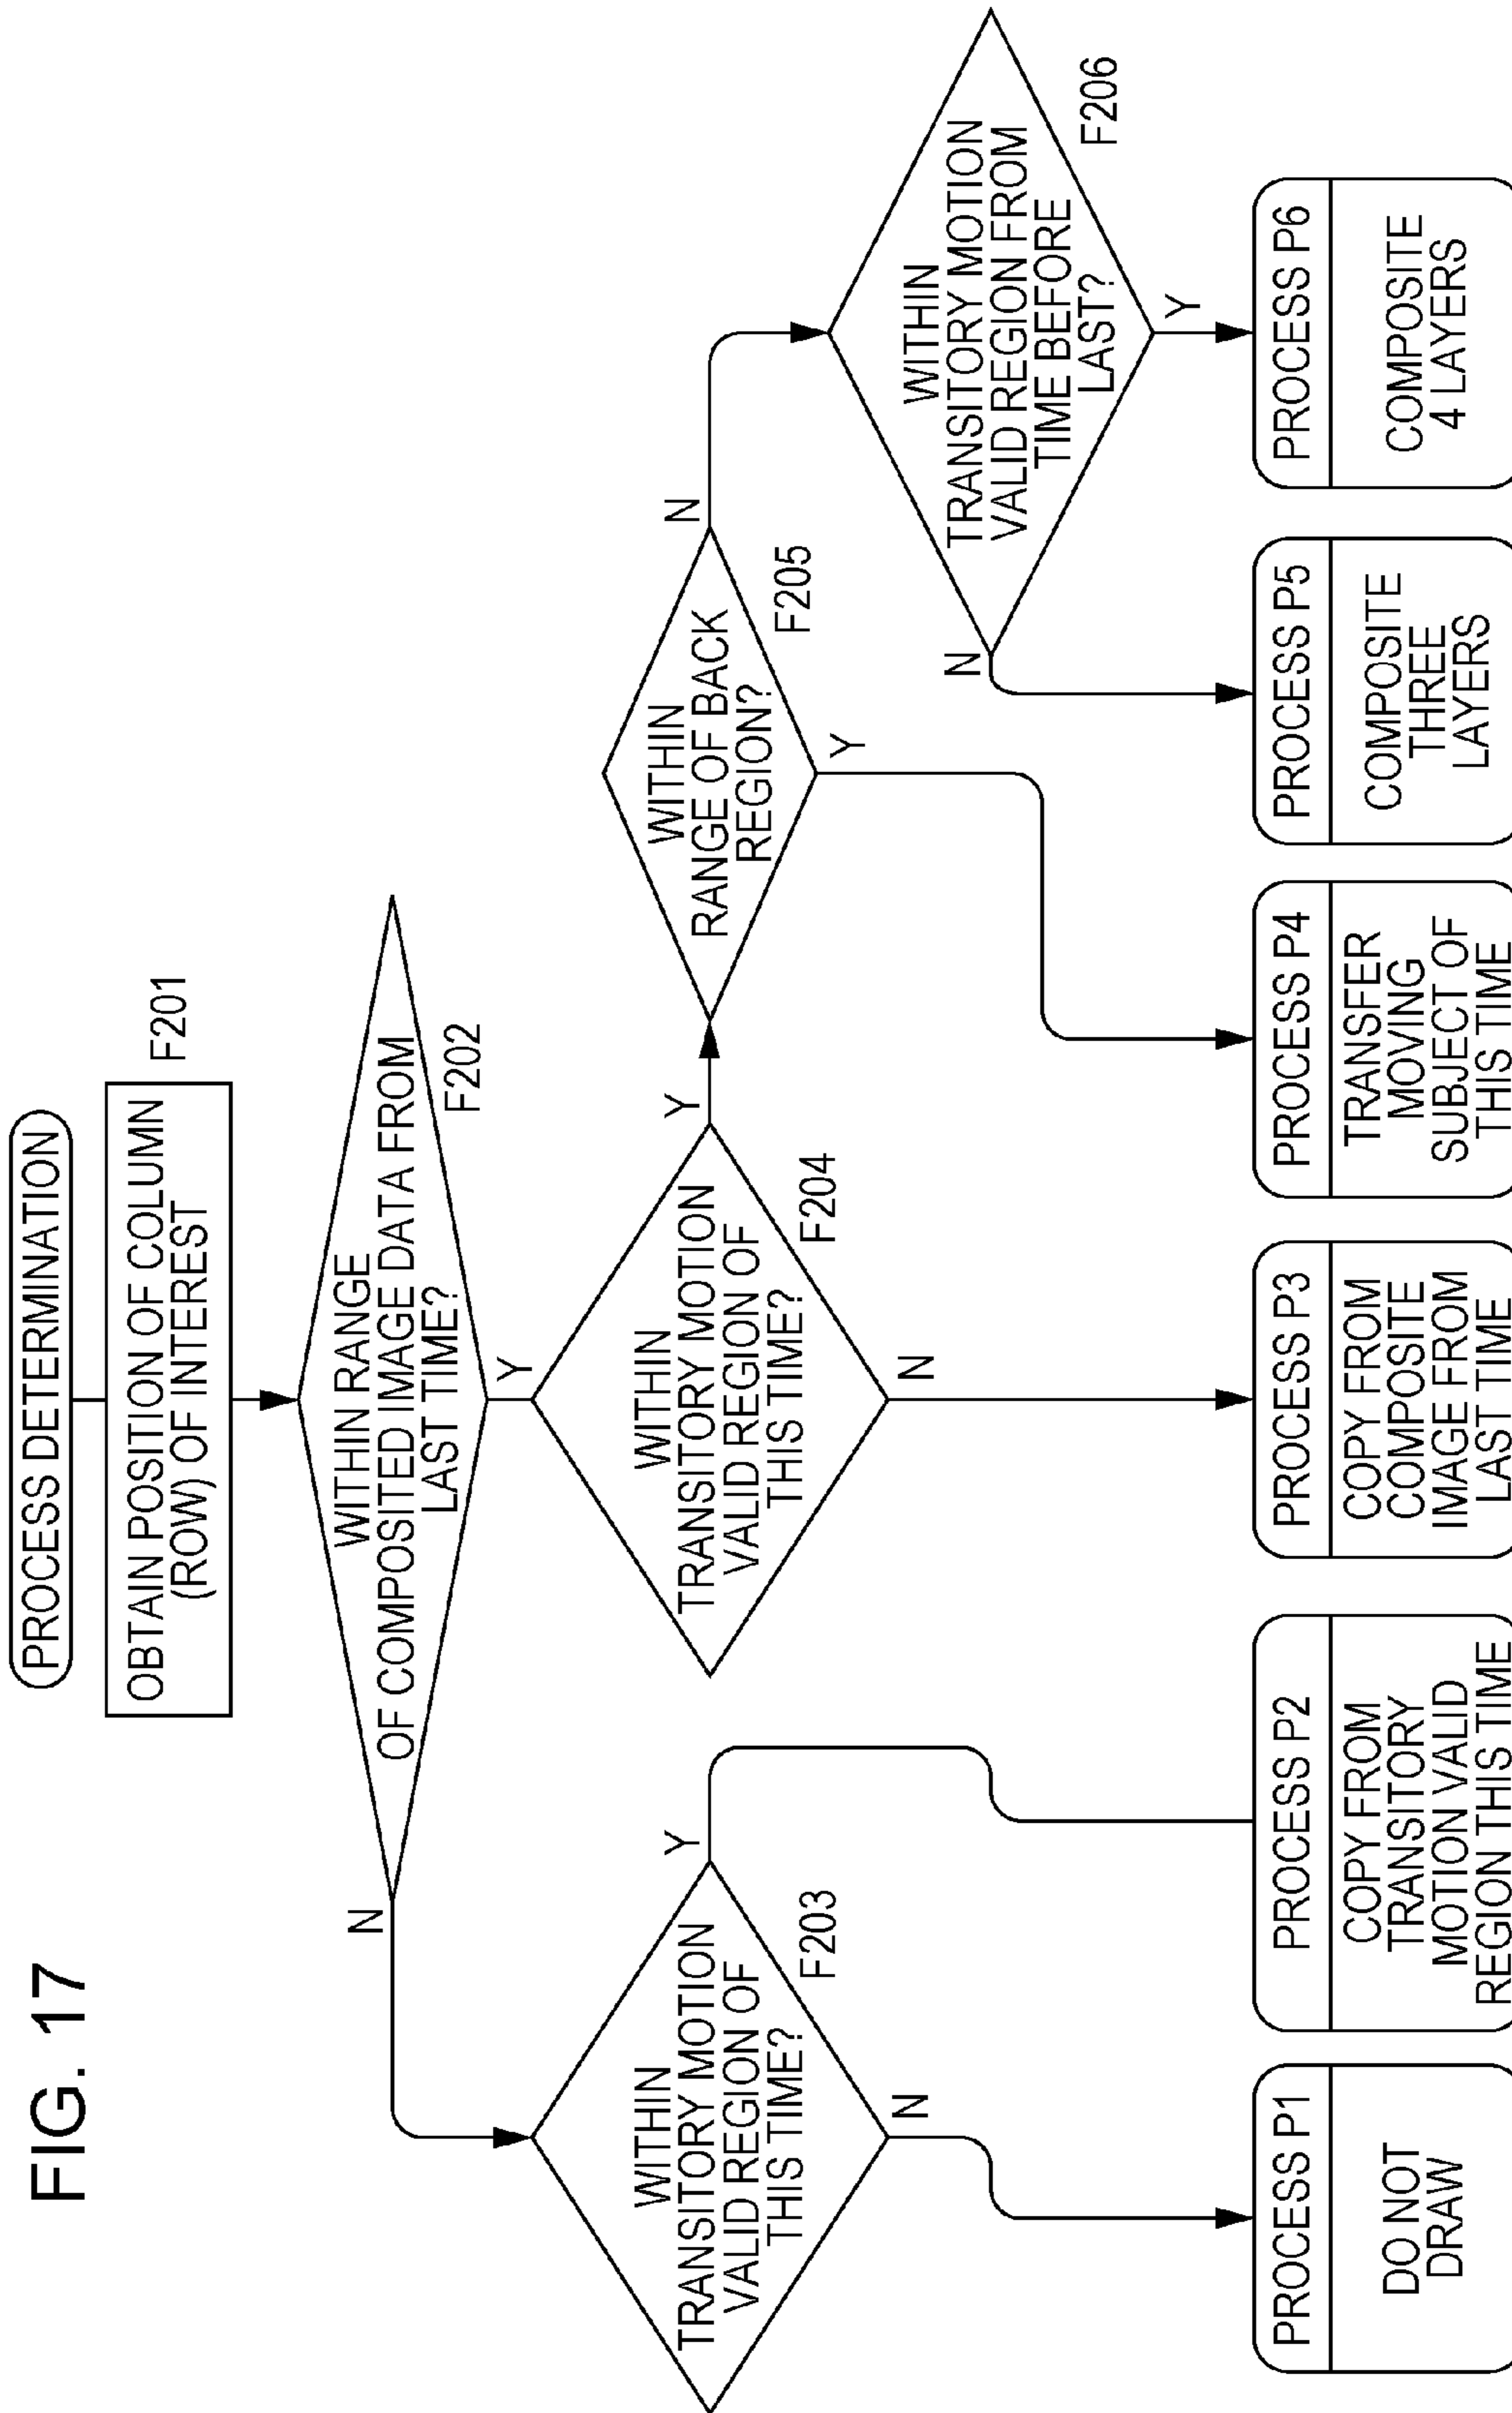 FIG. 17
PROCESS DETERMINATION
OBTAIN POSITION OF COLUMN
(ROW) OF INTEREST
F201
WITHIN RANGE
OF COMPOSITED IMAGE DATA FROM
LAST TIME?
F202
N
Y
WITHIN
TRANSITORY MOTION
VALID REGION OF
THIS TIME?
F203
Y
N
WITHIN
TRANSITORY MOTION
VALID REGION OF
THIS TIME?
F204
Y
N
WITHIN
RANGE OF BACK
REGION?
F205
N
Y
WITHIN
TRANSITORY MOTION
VALID REGION FROM
TIME BEFORE
LAST?
F206
N
Y
PROCESS P1
DO NOT
DRAW
PROCESS P2
COPY FROM
TRANSITORY
MOTION VALID
REGION THIS TIME
PROCESS P3
COPY FROM
COMPOSITE
IMAGE FROM
LAST TIME
PROCESS P4
TRANSFER
MOVING
SUBJECT OF
THIS TIME
PROCESS P5
COMPOSITE
THREE
LAYERS
PROCESS P6
COMPOSITE
4 LAYERS